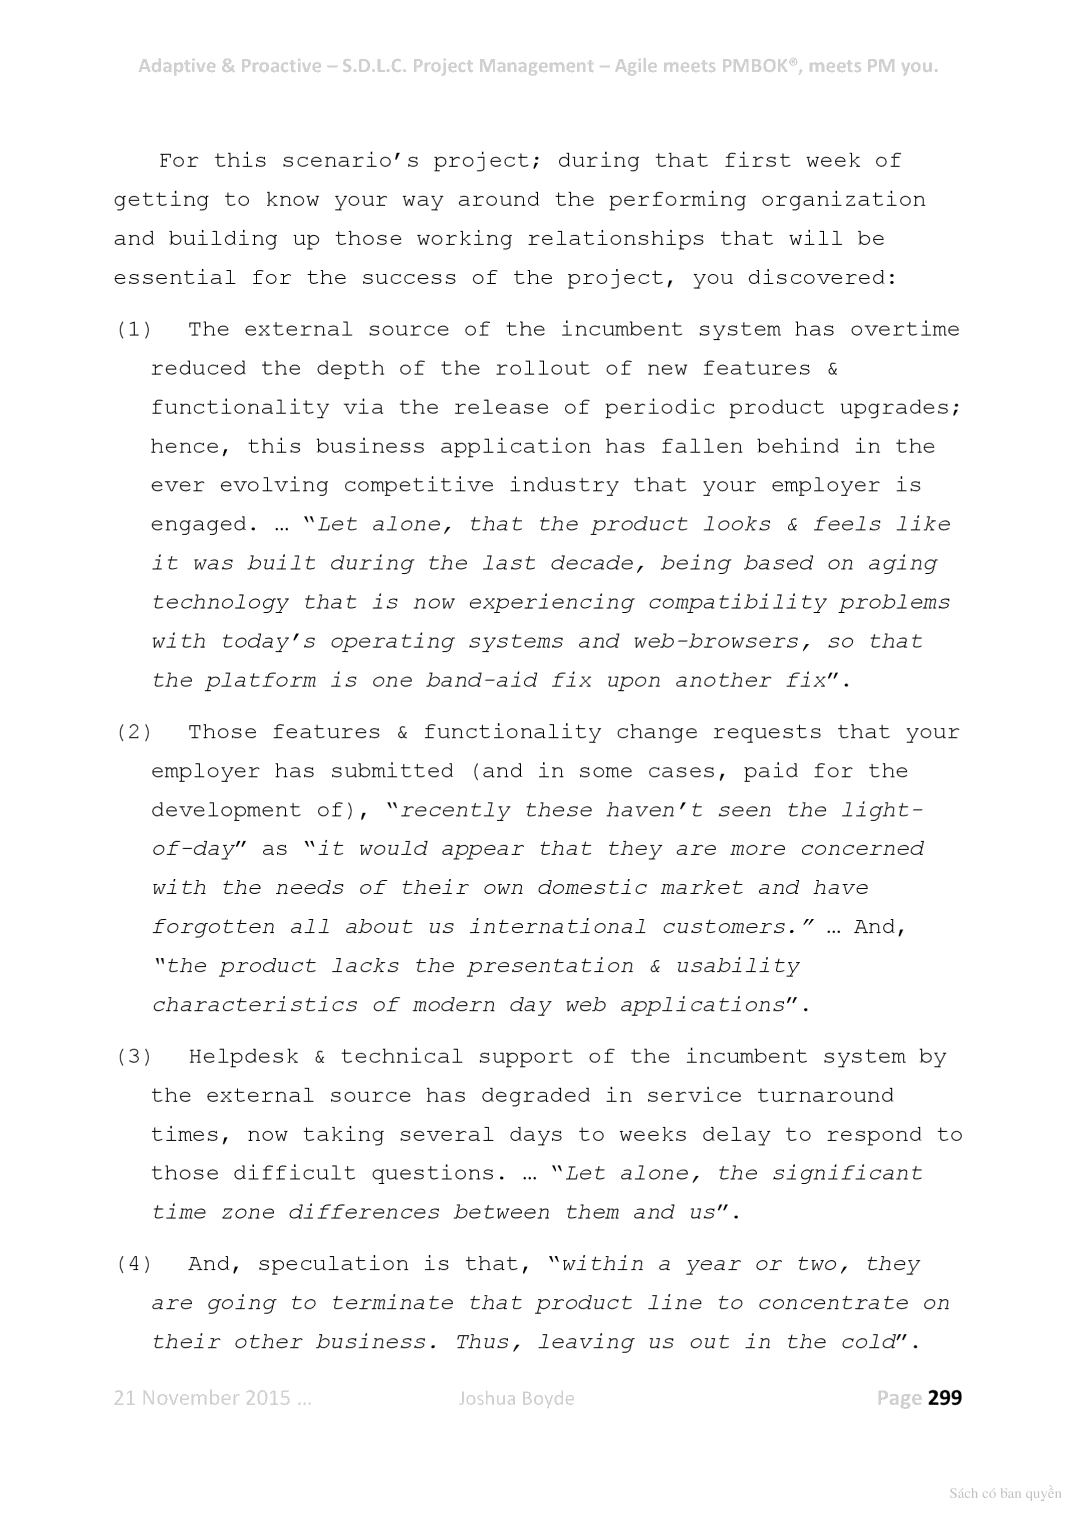 Adaptive & Proactive – S.D.L.C. Project Management – Agile meets PMBOK®, meets PM you.
For this scenario’s project; during that first week of
getting to know your way around the performing organization
and building up those working relationships that will be
essential for the success of the project, you discovered:
(1) The external source of the incumbent system has overtime
reduced the depth of the rollout of new features &
functionality via the release of periodic product upgrades;
hence, this business application has fallen behind in the
ever evolving competitive industry that your employer is
engaged. … “Let alone, that the product looks & feels like
it was built during the last decade, being based on aging
technology that is now experiencing compatibility problems
with today’s operating systems and web-browsers, so that
the platform is one band-aid fix upon another fix”.
(2) Those features & functionality change requests that your
employer has submitted (and in some cases, paid for the
development of), “recently these haven’t seen the light-
of-day” as “it would appear that they are more concerned
with the needs of their own domestic market and have
forgotten all about us international customers.” … And,
“the product lacks the presentation & usability
characteristics of modern day web applications”.
(3) Helpdesk & technical support of the incumbent system by
the external source has degraded in service turnaround
times, now taking several days to weeks delay to respond to
those difficult questions. … “Let alone, the significant
time zone differences between them and us”.
(4) And, speculation is that, “within a year or two, they
are going to terminate that product line to concentrate on
their other business. Thus, leaving us out in the cold”.
21 November 2015 … Joshua Boyde Page 299
Sách có bản quyền